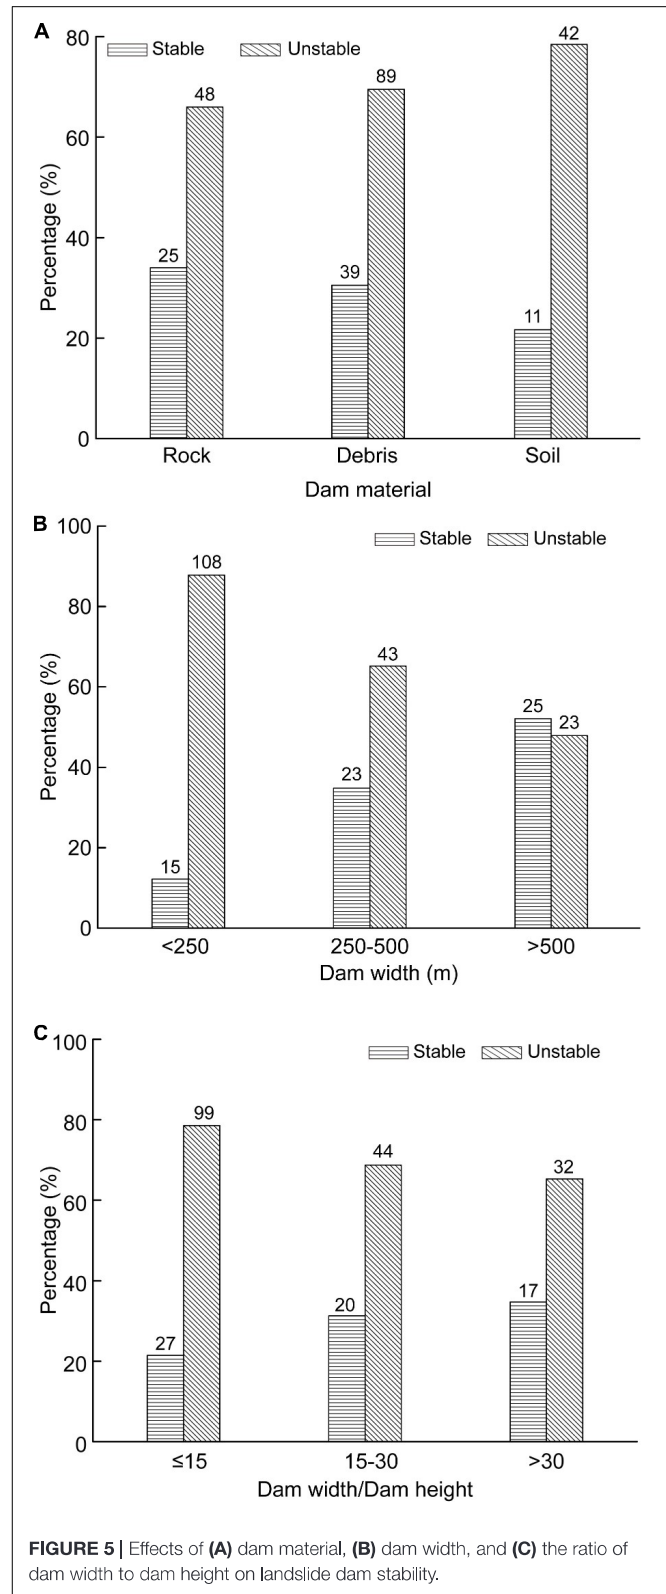 A
80
Stable
Unstable
42
89
48
60
Percentage (%)
40
39
25
20
11
0
Rock
Debris
Soil
Dam material
B
100
Stable
Unstable
108
80
43
60
Percentage (%)
25
23
40
23
20
15
0
<250
250-500
>500
Dam width (m)
C
100
Stable
Unstable
99
80
44
32
60
Percentage (%)
40
27
20
17
20
0
≤15
15-30
>30
Dam width/Dam height
FIGURE 5 | Effects of (A) dam material, (B) dam width, and (C) the ratio of
dam width to dam height on landslide dam stability.